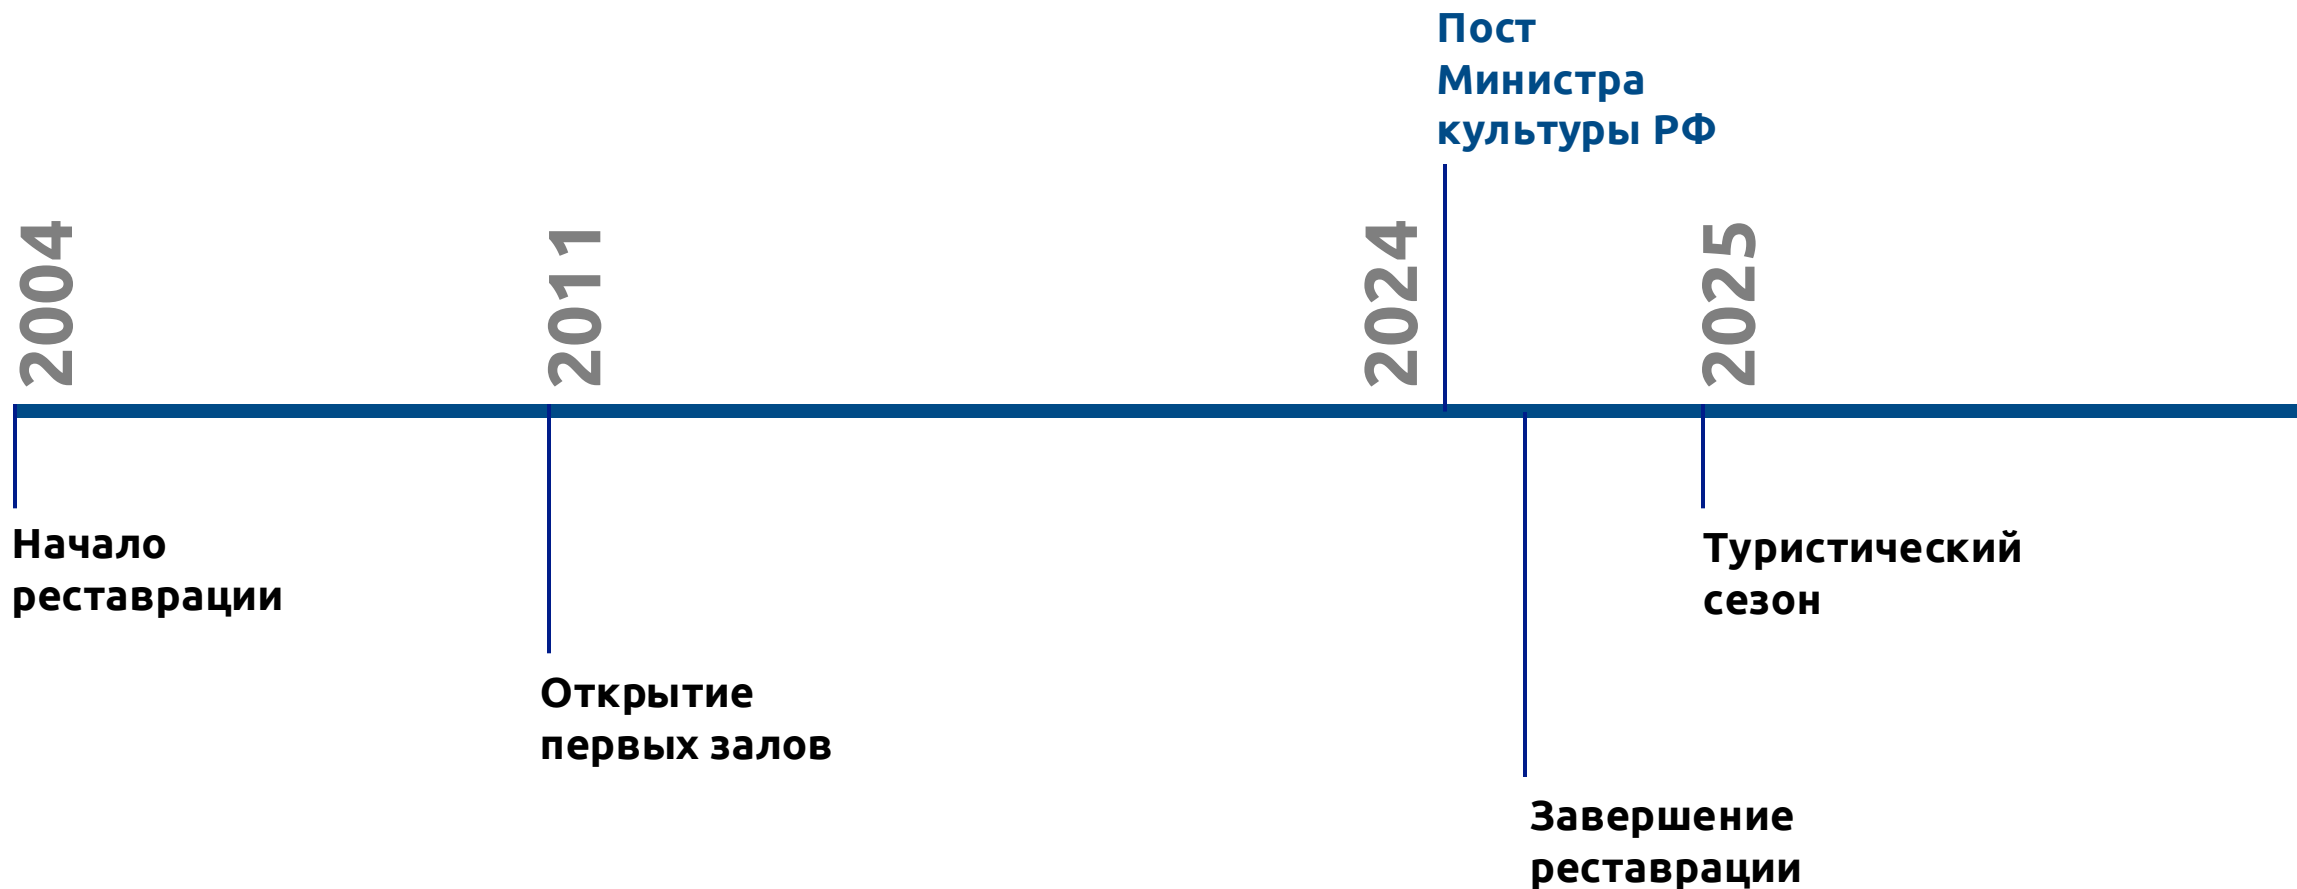 Пост
Министра
культуры РФ
2004
2011
2024
2025
Начало
реставрации
Туристический
сезон
Открытие
первых залов
Завершение
реставрации